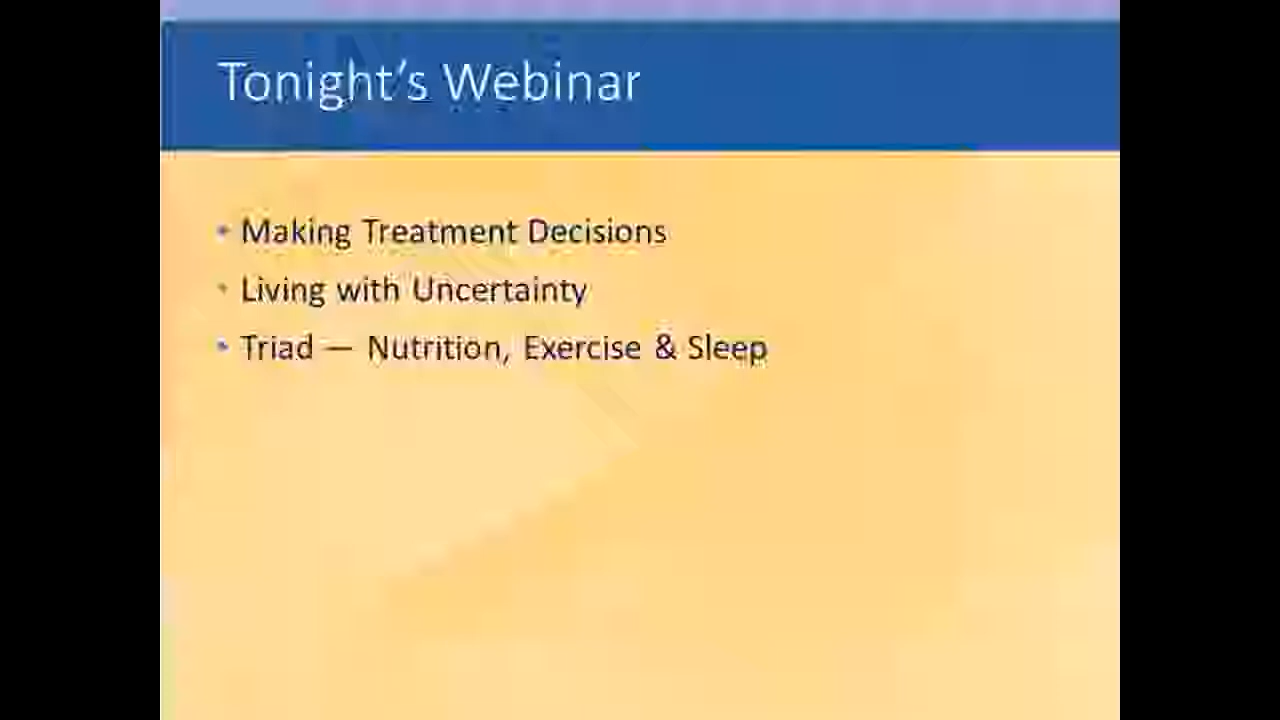 Tonight's Webinar
• Making Treatment Decisions
• Living with Uncertainty
• Triad — Nutrition, Exercise & Sleep